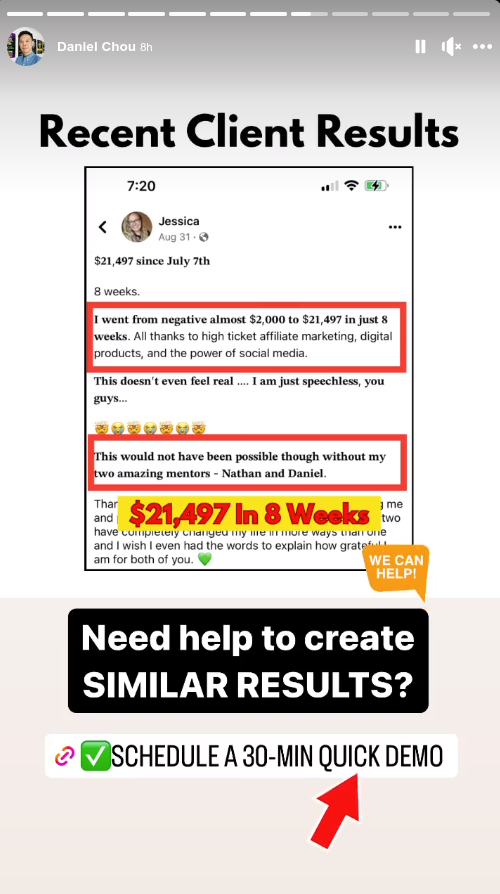 Daniel Chou 8h
Recent Client Results
7:20
Jessica
Aug 31 ·
$21,497 since July 7th
8 weeks.
I went from negative almost $2,000 to $21,497 in just 8
weeks. All thanks to high ticket affiliate marketing, digital
products, and the power of social media.
This doesn't even feel real .... I am just speechless, you
guys...
🤯😭🤯😭🤯😭🤯
This would not have been possible though without my
two amazing mentors - Nathan and Daniel.
me
and two
$21,497 In 8 Weeks
have completely changed my life in more ways than one
and I wish I even had the words to explain how grateful I
am for both of you. 💚
WE CAN
HELP!
Need help to create
SIMILAR RESULTS?
✅SCHEDULE A 30-MIN QUICK DEMO